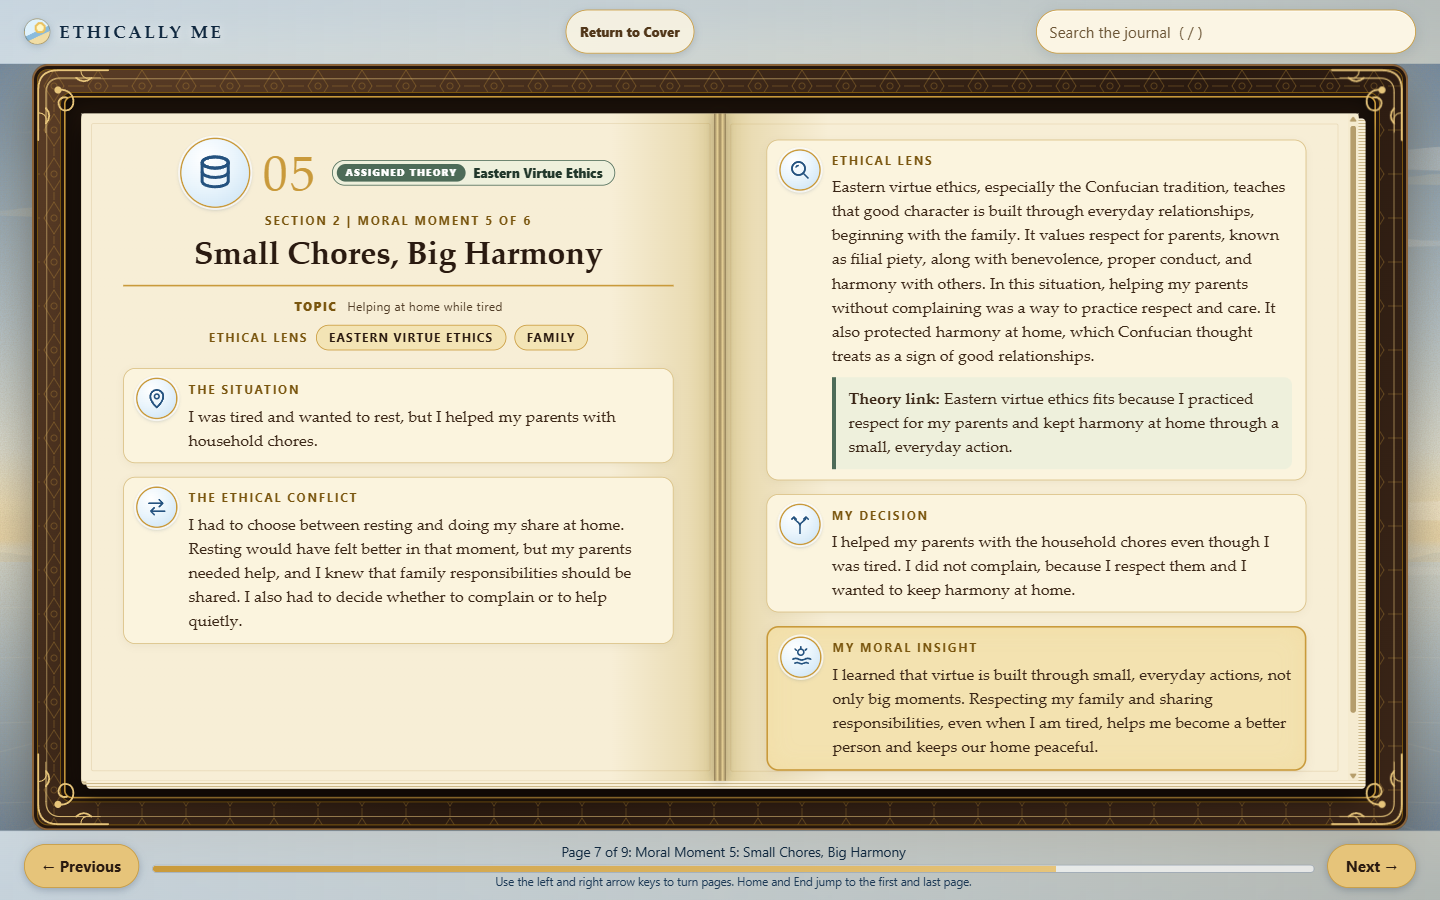 ETHICALLY ME
Return to Cover
Search the journal ( / )
05
ASSIGNED THEORY Eastern Virtue Ethics
SECTION 2 | MORAL MOMENT 5 OF 6
Small Chores, Big Harmony
TOPIC Helping at home while tired
ETHICAL LENS EASTERN VIRTUE ETHICS FAMILY
THE SITUATION
I was tired and wanted to rest, but I helped my parents with
household chores.
THE ETHICAL CONFLICT
I had to choose between resting and doing my share at home.
Resting would have felt better in that moment, but my parents
needed help, and I knew that family responsibilities should be
shared. I also had to decide whether to complain or to help
quietly.
ETHICAL LENS
Eastern virtue ethics, especially the Confucian tradition, teaches
that good character is built through everyday relationships,
beginning with the family. It values respect for parents, known
as filial piety, along with benevolence, proper conduct, and
harmony with others. In this situation, helping my parents
without complaining was a way to practice respect and care. It
also protected harmony at home, which Confucian thought
treats as a sign of good relationships.
Theory link: Eastern virtue ethics fits because I practiced
respect for my parents and kept harmony at home through a
small, everyday action.
MY DECISION
I helped my parents with the household chores even though I
was tired. I did not complain, because I respect them and I
wanted to keep harmony at home.
MY MORAL INSIGHT
I learned that virtue is built through small, everyday actions, not
only big moments. Respecting my family and sharing
responsibilities, even when I am tired, helps me become a better
person and keeps our home peaceful.
← Previous
Page 7 of 9: Moral Moment 5: Small Chores, Big Harmony
Use the left and right arrow keys to turn pages. Home and End jump to the first and last page.
Next →